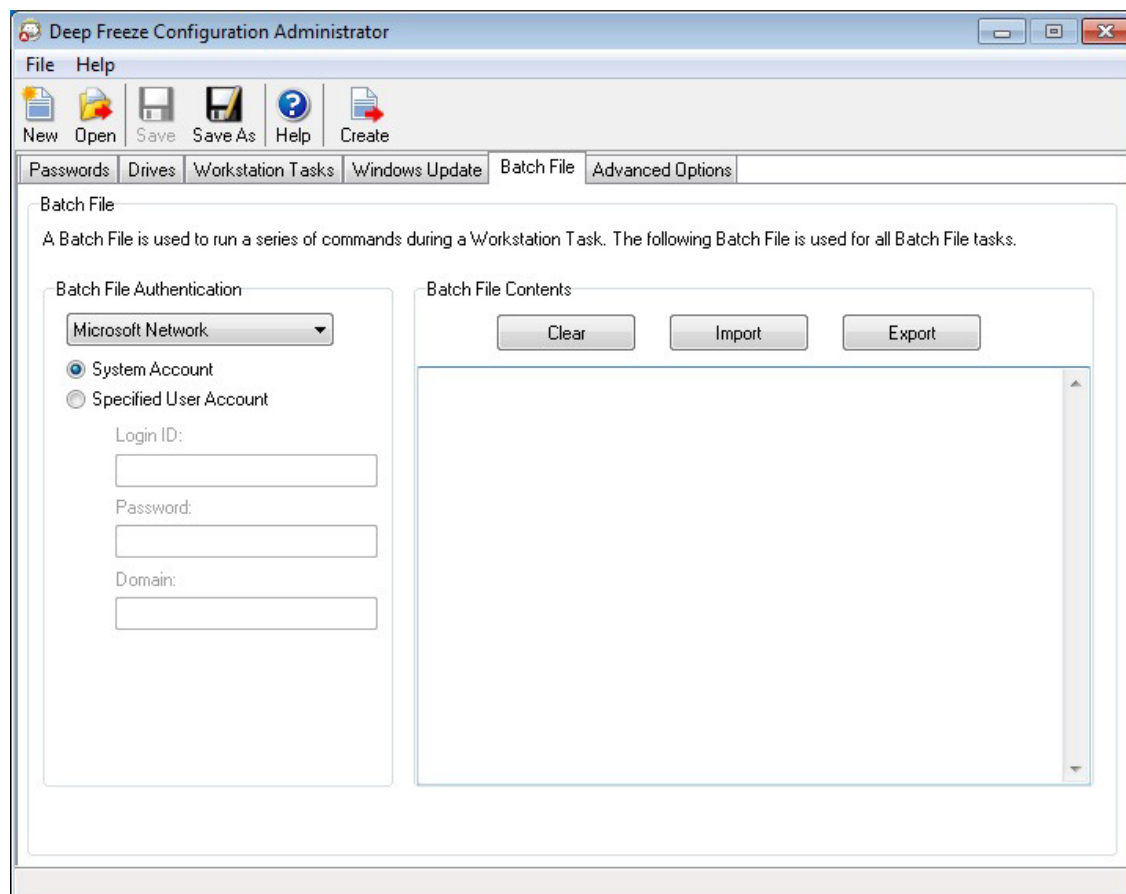 Deep Freeze Configuration Administrator
File Help
New Open Save Save As Help Create
Passwords Drives Workstation Tasks Windows Update Batch File Advanced Options
Batch File
A Batch File is used to run a series of commands during a Workstation Task. The following Batch File is used for all Batch File tasks.
Batch File Authentication
Microsoft Network
System Account
Specified User Account
Login ID:
Password:
Domain:
Batch File Contents
Clear Import Export